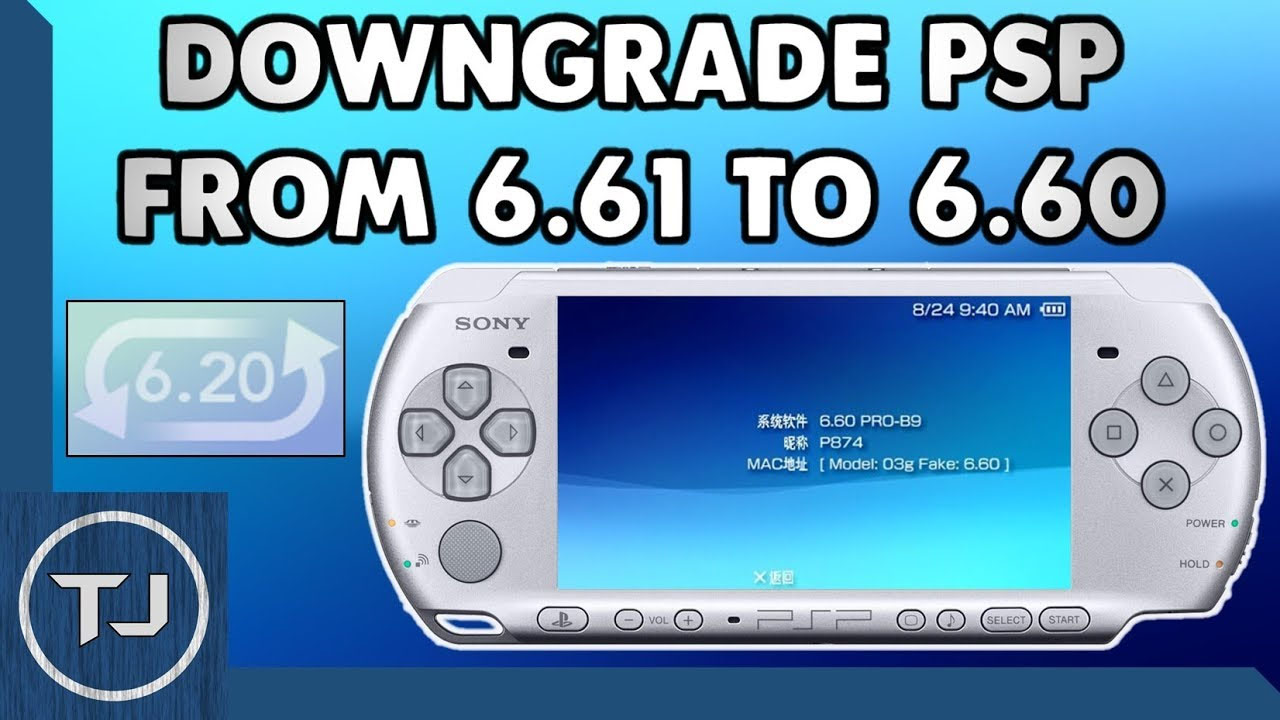 DOWNGRADE PSP
FROM 6.61 TO 6.60
6.20
SONY
8/24 9:40 AM
系统软件 6.60 PRO-B9
昵称 P874
MAC地址 [ Model: 03g Fake: 6.60 ]
X 返回
POWER
HOLD
VOL
PSP
SELECT
START
TJ